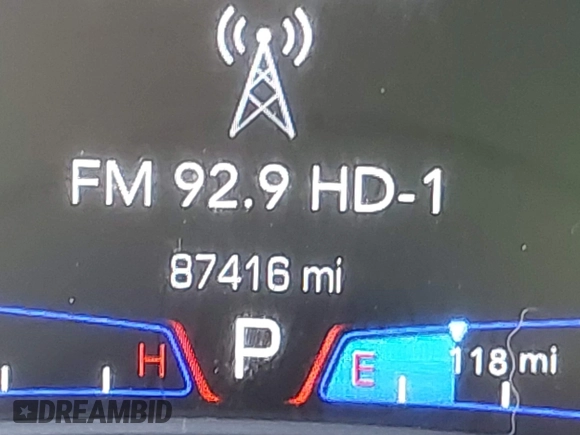 FM 92.9 HD-1
87416 mi
H P E 118 mi
DREAMBID